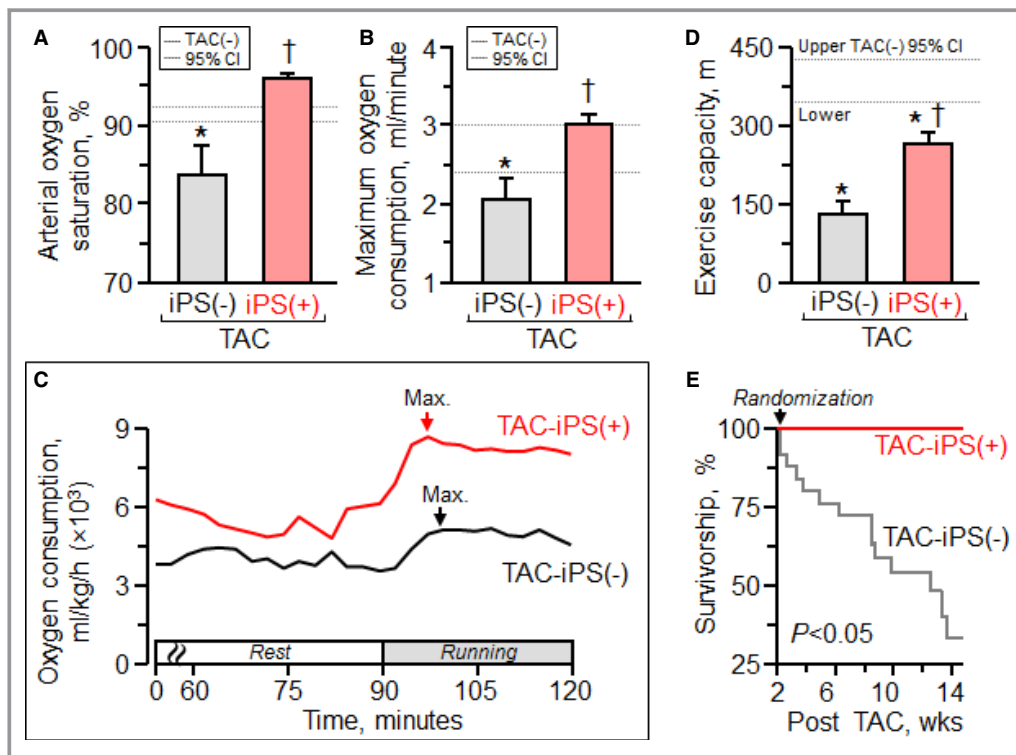 A
Arterial oxygen
saturation, %
100
90
80
70
TAC(-)
95% CI
*
†
iPS(-) iPS(+)
TAC
B
Maximum oxygen
consumption, ml/minute
4
3
2
1
TAC(-)
95% CI
*
†
iPS(-) iPS(+)
TAC
D
Exercise capacity, m
450
300
150
0
Upper TAC(-) 95% CI
Lower
*
* †
iPS(-) iPS(+)
TAC
C
Oxygen consumption,
ml/kg/h (×10³)
9
6
3
0
Max.
TAC-iPS(+)
Max.
TAC-iPS(-)
Rest
Running
0 60 75 90 105 120
Time, minutes
E
Randomization
Survivorship, %
100
75
50
25
TAC-iPS(+)
TAC-iPS(-)
P<0.05
2 6 10 14
Post TAC, wks